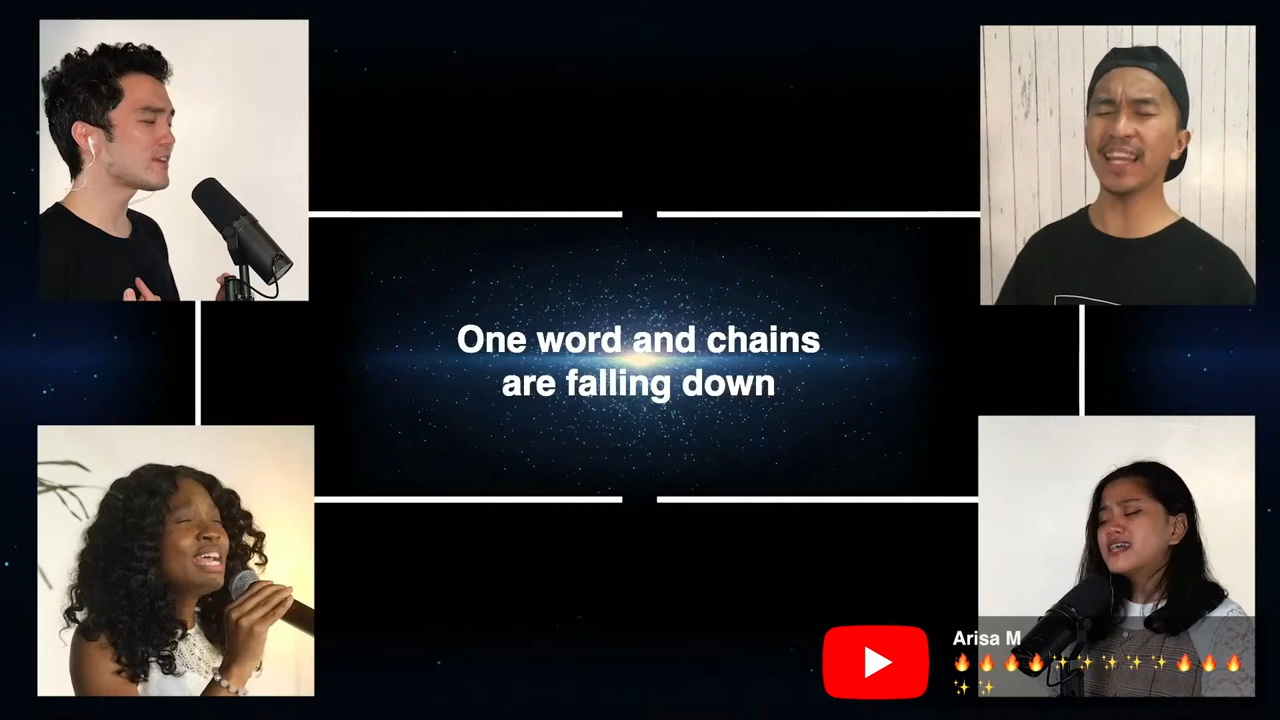 One word and chains
are falling down
Arisa M
🔥🔥🔥🔥✨✨✨✨✨🔥🔥🔥
✨✨